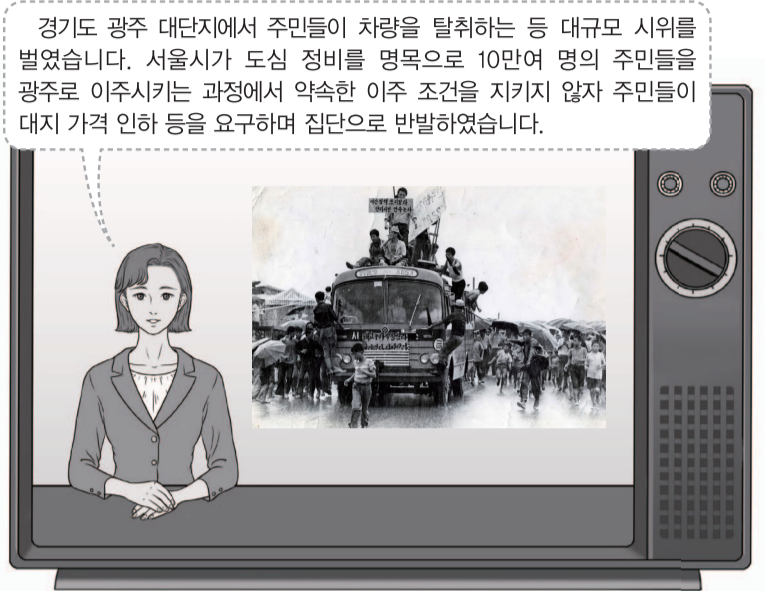 경기도 광주 대단지에서 주민들이 차량을 탈취하는 등 대규모 시위를
벌였습니다. 서울시가 도심 정비를 명목으로 10만여 명의 주민들을
광주로 이주시키는 과정에서 약속한 이주 조건을 지키지 않자 주민들이
대지 가격 인하 등을 요구하며 집단으로 반발하였습니다.